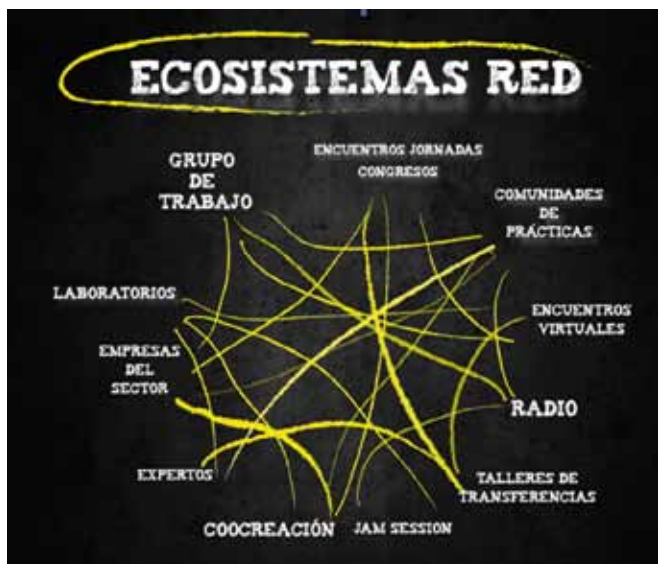 ECOSISTEMAS RED
ENCUENTROS JORNADAS
CONGRESOS
GRUPO
DE
TRABAJO
COMUNIDADES
DE
PRÁCTICAS
LABORATORIOS
ENCUENTROS
VIRTUALES
EMPRESAS
DEL
SECTOR
RADIO
EXPERTOS
TALLERES DE
TRANSFERENCIAS
COOCREACIÓN
JAM SESSION